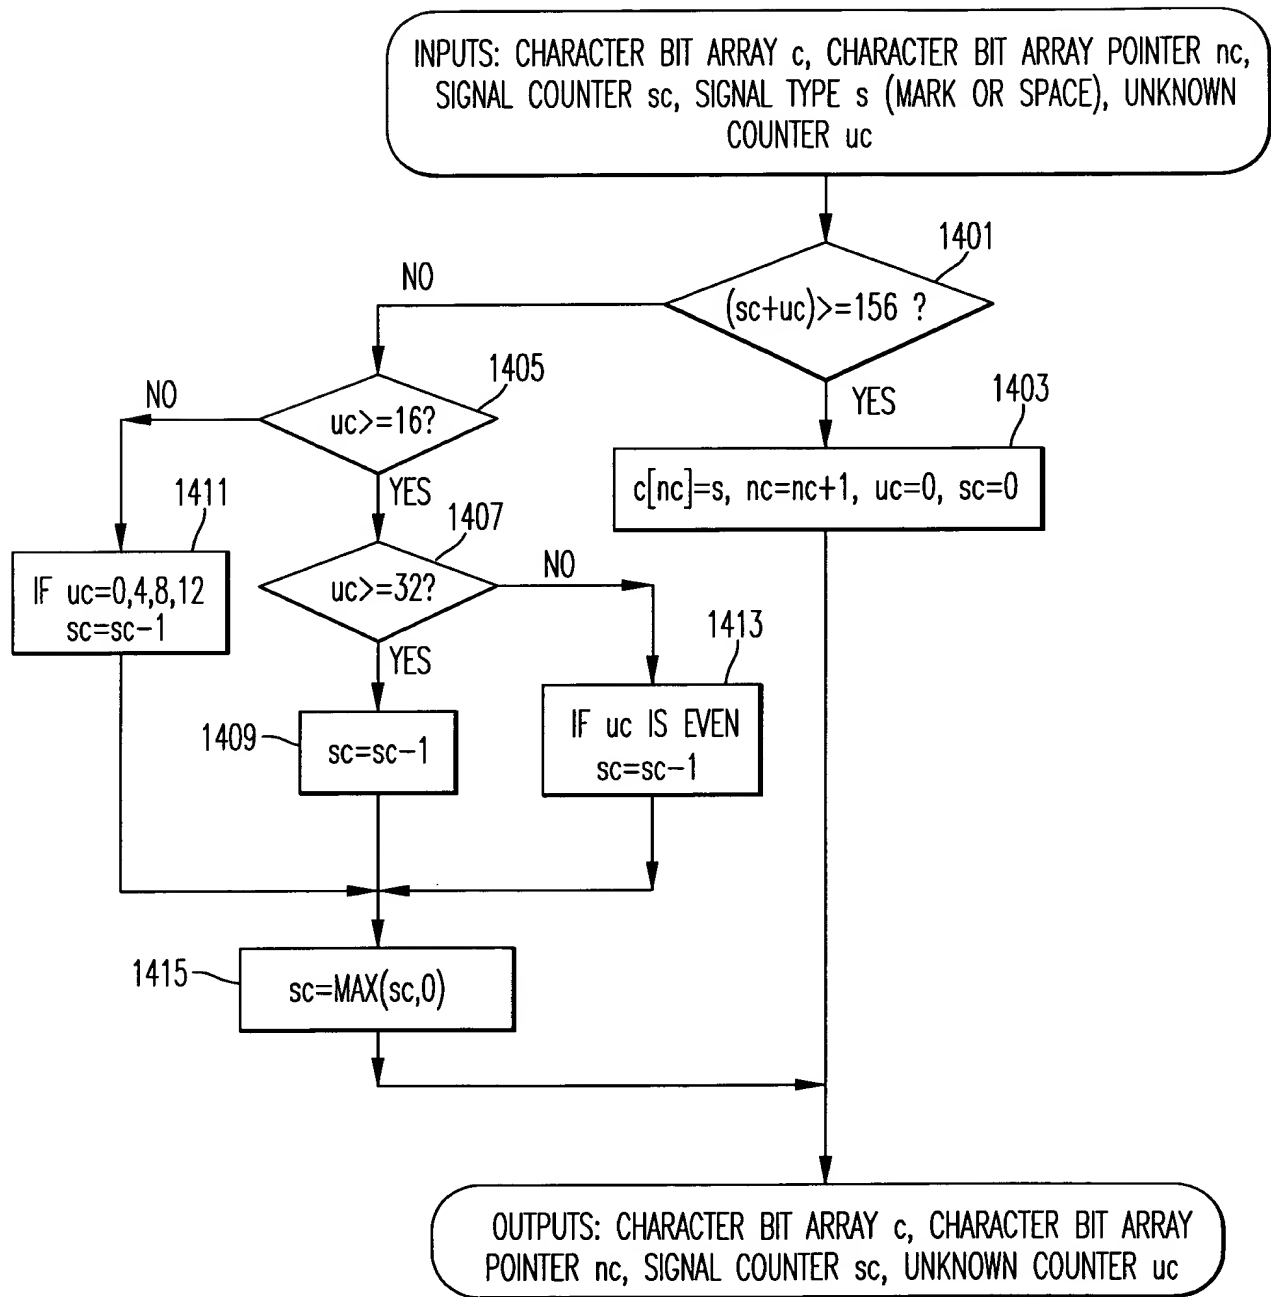 INPUTS: CHARACTER BIT ARRAY c, CHARACTER BIT ARRAY POINTER nc,
SIGNAL COUNTER sc, SIGNAL TYPE s (MARK OR SPACE), UNKNOWN
COUNTER uc
1401
NO
(sc+uc)>=156 ?
1405
NO
YES
1403
uc>=16?
c[nc]=s, nc=nc+1, uc=0, sc=0
1411
YES
1407
IF uc=0,4,8,12
sc=sc-1
uc>=32?
NO
1413
YES
IF uc IS EVEN
sc=sc-1
1409
sc=sc-1
1415
sc=MAX(sc,0)
OUTPUTS: CHARACTER BIT ARRAY c, CHARACTER BIT ARRAY
POINTER nc, SIGNAL COUNTER sc, UNKNOWN COUNTER uc